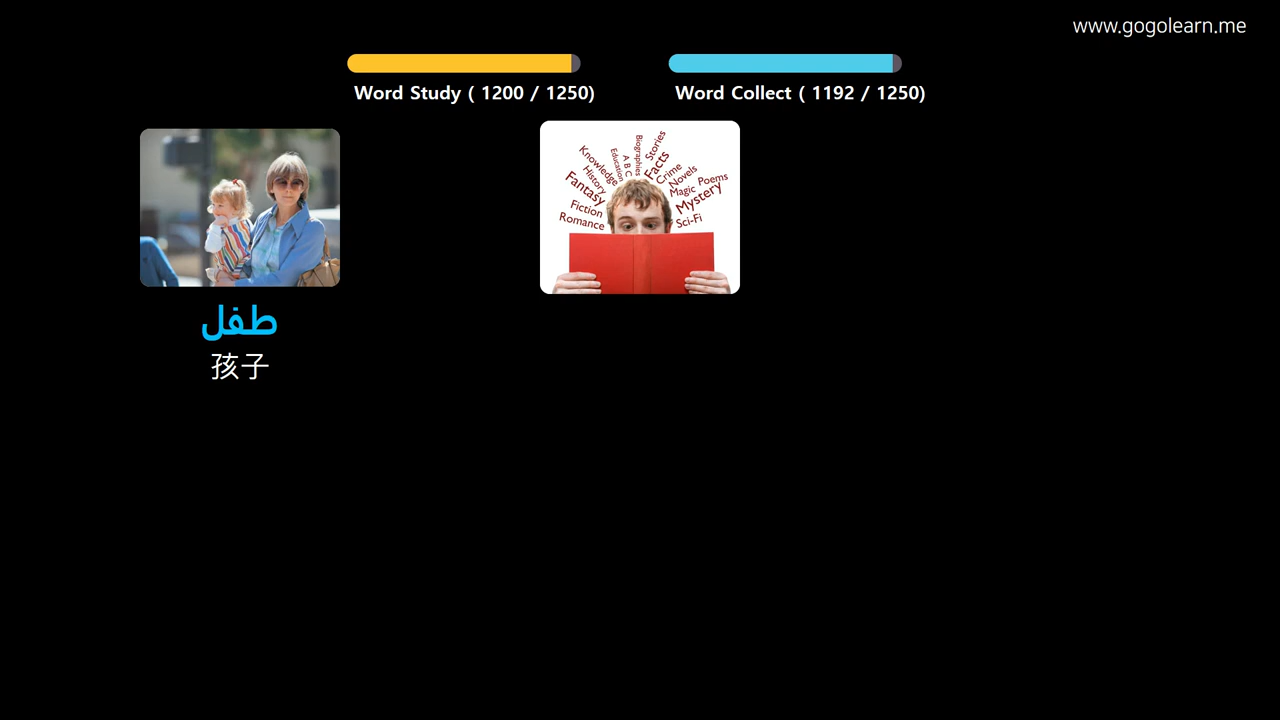 www.gogolearn.me
Word Study ( 1200 / 1250)
Word Collect ( 1192 / 1250)
طفل
孩子
Knowledge
History
Fantasy
Fiction
Romance
Education
A B C
Biographies
Stories
Facts
Crime
Novels
Magic
Poems
Mystery
Sci-Fi